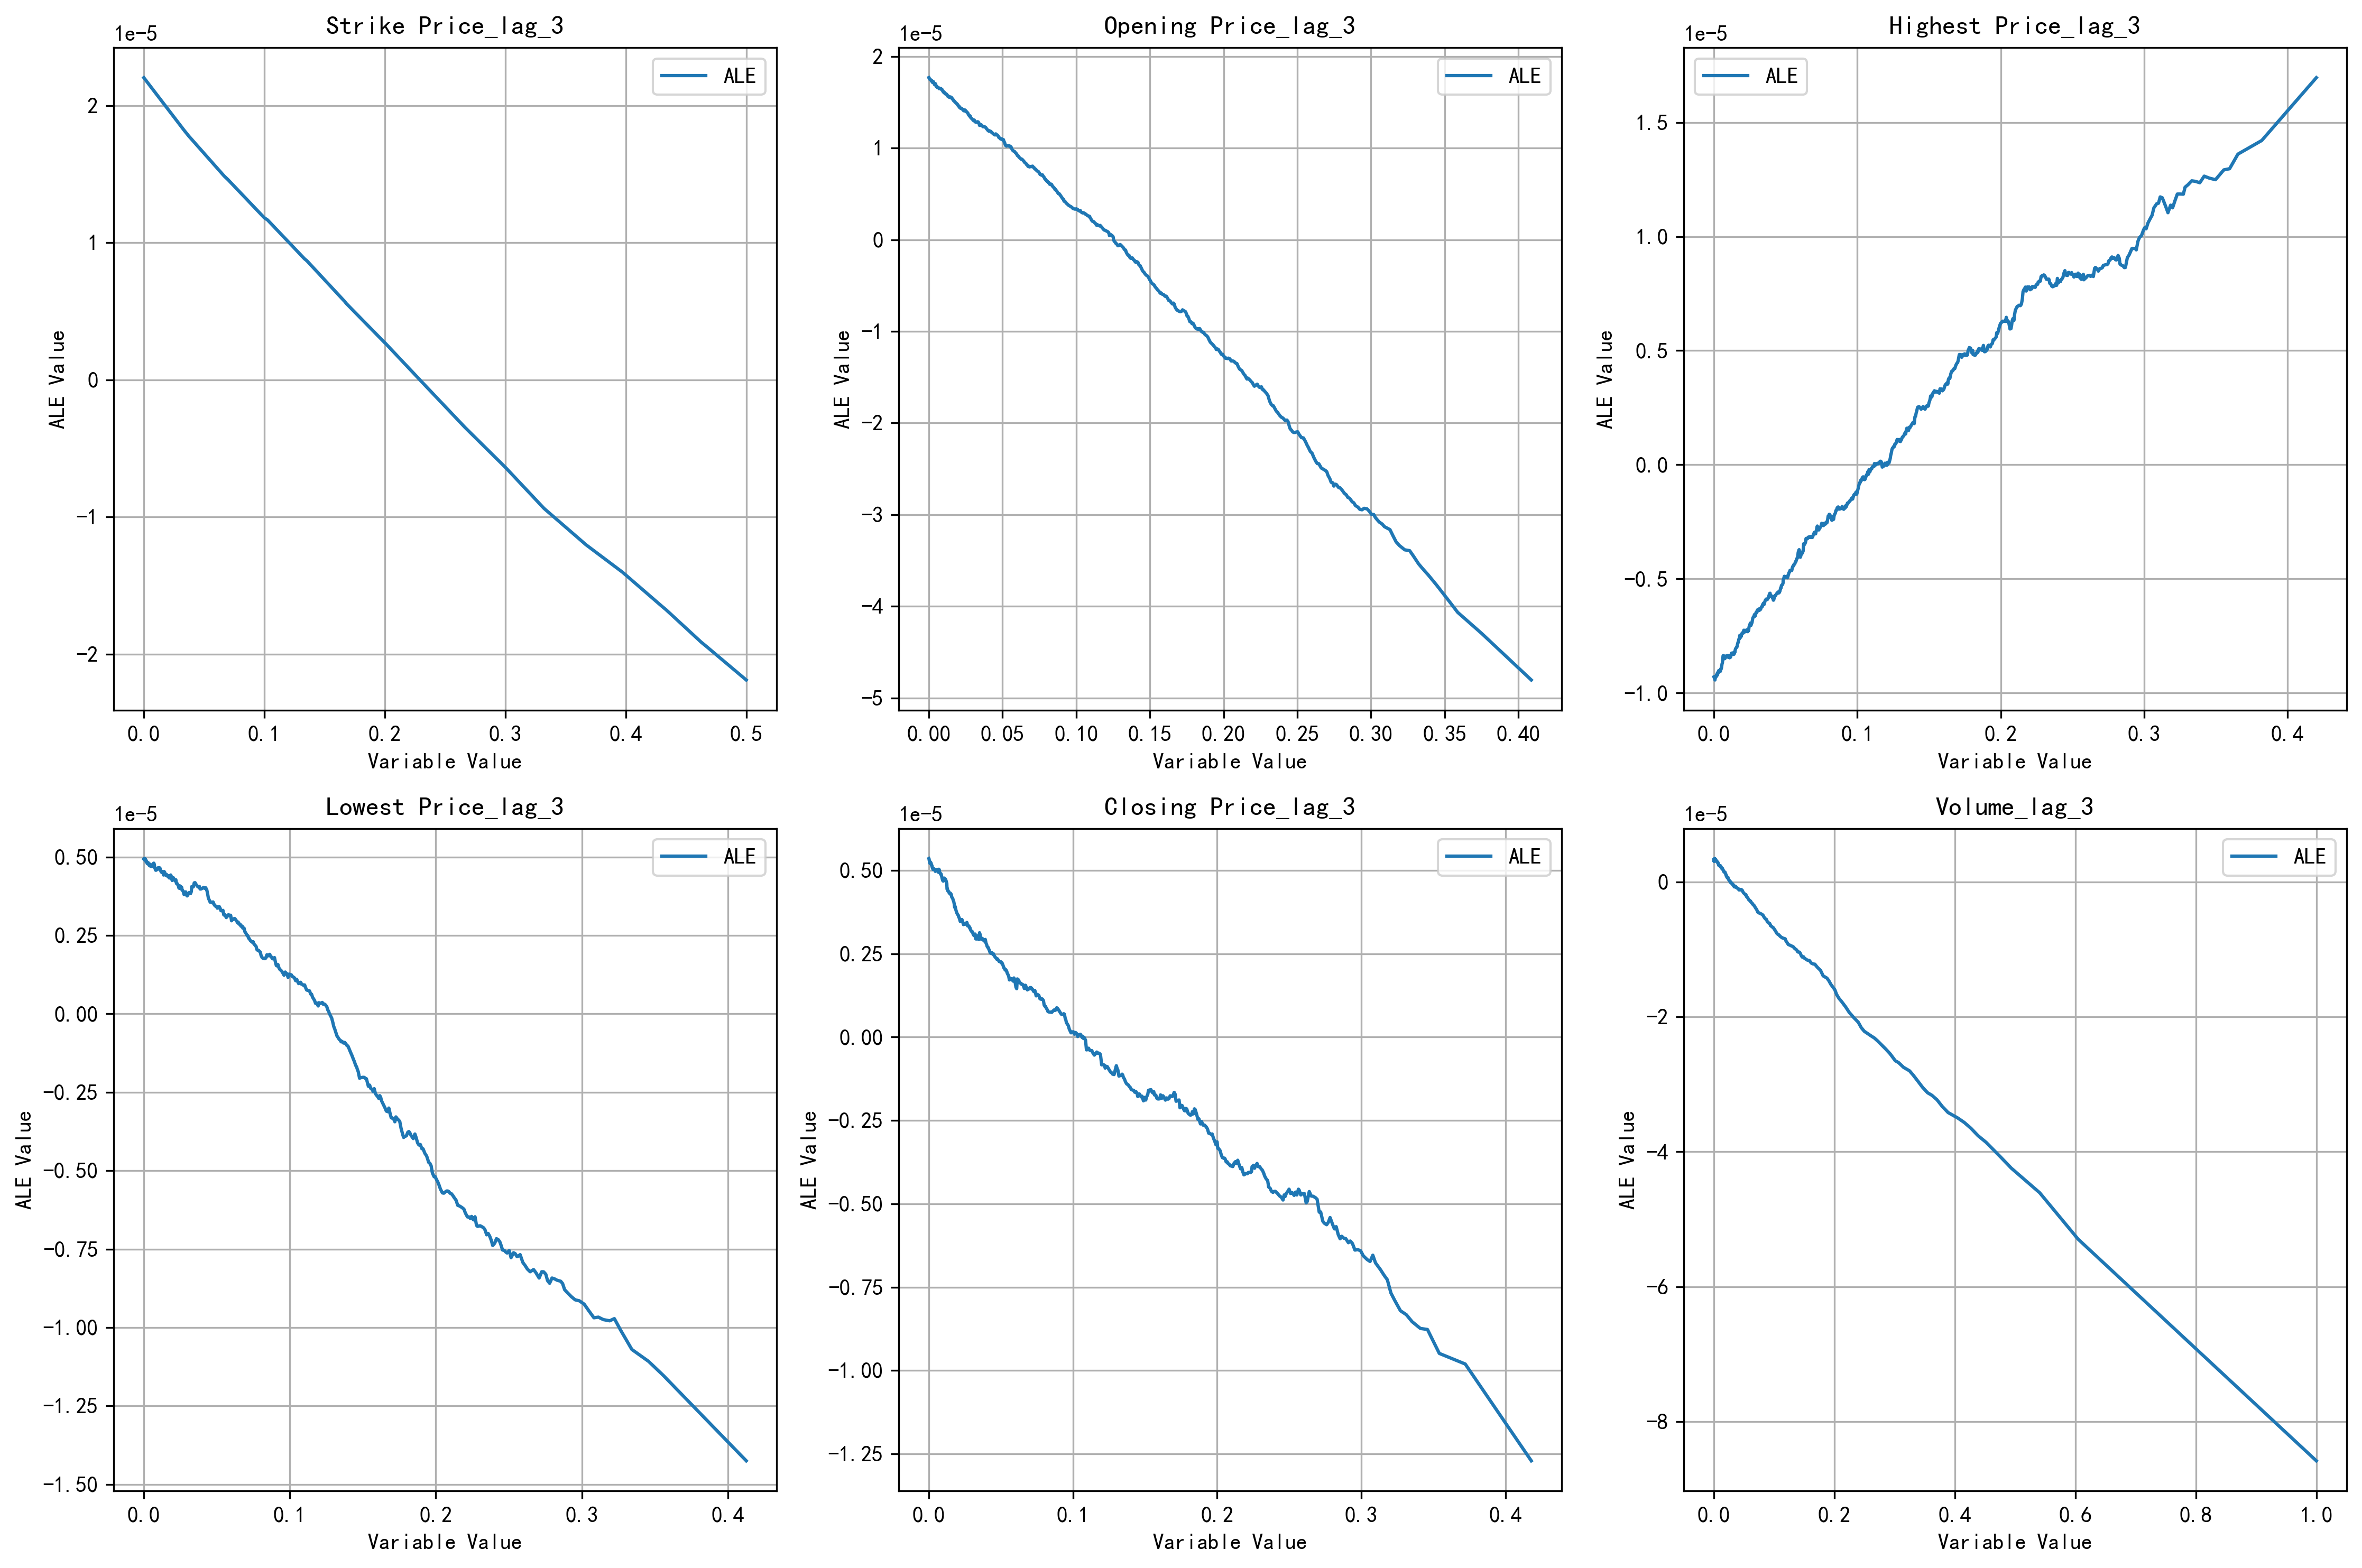 Strike Price_lag_3
1e-5
ALE
2
1
0
-1
-2
ALE Value
0.0 0.1 0.2 0.3 0.4 0.5
Variable Value
Opening Price_lag_3
1e-5
ALE
2
1
0
-1
-2
-3
-4
-5
ALE Value
0.00 0.05 0.10 0.15 0.20 0.25 0.30 0.35 0.40
Variable Value
Highest Price_lag_3
1e-5
ALE
1.5
1.0
0.5
0.0
-0.5
-1.0
ALE Value
0.0 0.1 0.2 0.3 0.4
Variable Value
Lowest Price_lag_3
1e-5
ALE
0.50
0.25
0.00
-0.25
-0.50
-0.75
-1.00
-1.25
-1.50
ALE Value
0.0 0.1 0.2 0.3 0.4
Variable Value
Closing Price_lag_3
1e-5
ALE
0.50
0.25
0.00
-0.25
-0.50
-0.75
-1.00
-1.25
ALE Value
0.0 0.1 0.2 0.3 0.4
Variable Value
Volume_lag_3
1e-5
ALE
0
-2
-4
-6
-8
ALE Value
0.0 0.2 0.4 0.6 0.8 1.0
Variable Value